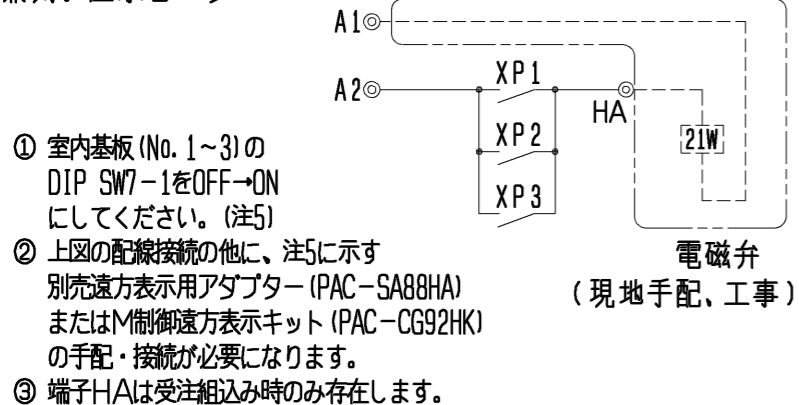 A1
XP1
A2
HA
XP2
21W
XP3
① 室内基板(No. 1~3)の
DIP SW7-1をOFF→ON
にしてください。(注5)
② 上図の配線接続の他に、注5に示す
別売遠方表示用アダプター(PAC-SA88HA)
またはM制御遠方表示キット(PAC-CG92HK)
の手配・接続が必要になります。
③ 端子HAは受注組込み時のみ存在します。
電磁弁
(現地手配、工事)